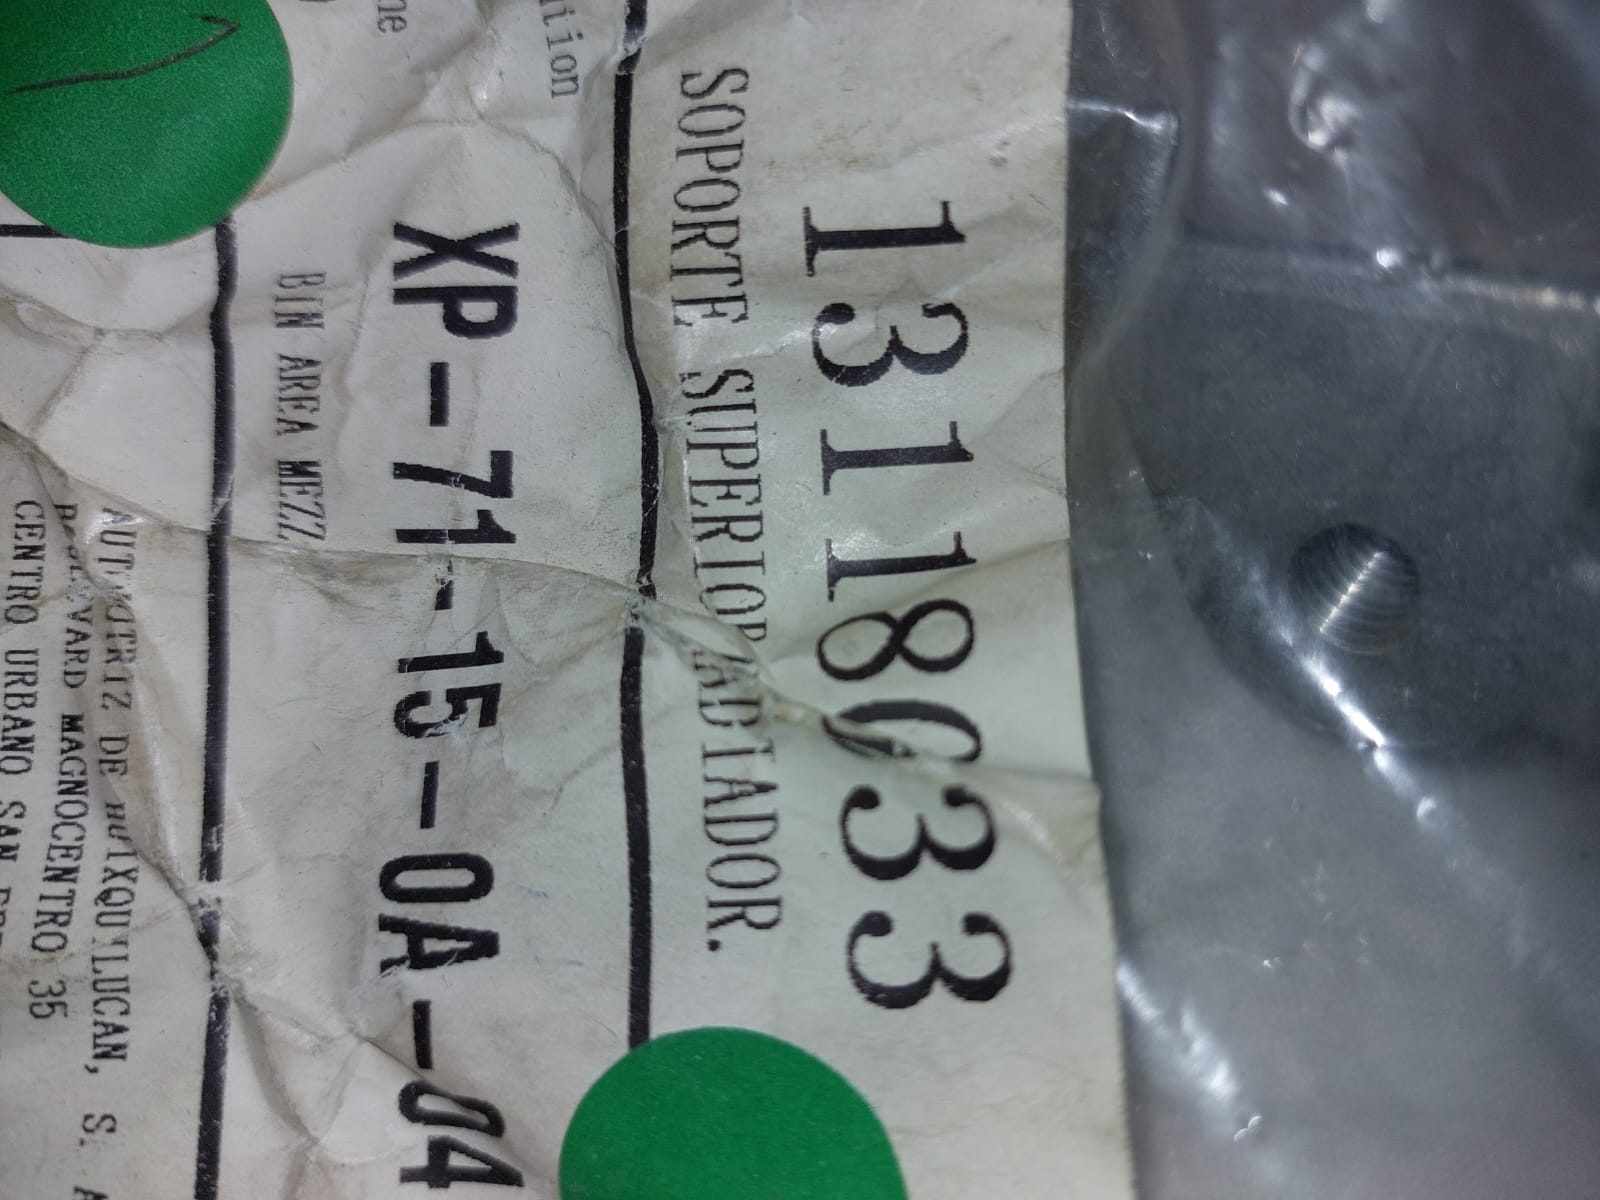 13118033
SOPORTE SUPERIOR RADIADOR.
XP-71-15-0A-04
BIN AREA MEZZ
AUTOMOTRIZ DE HUIXQUILUCAN, S. A
BOULEVARD MAGNOCENTRO 35
CENTRO URBANO SAN